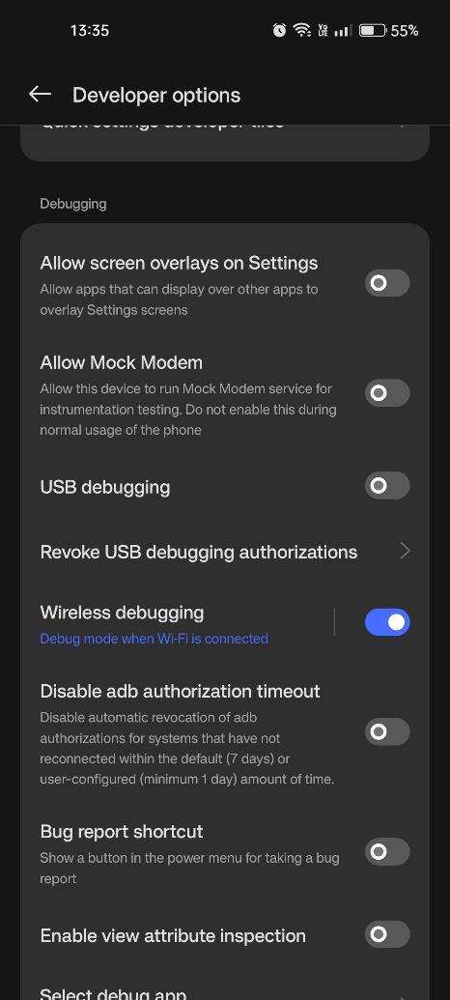 13:35
Vo
LTE
55%
Developer options
Quick settings developer tiles
Debugging
Allow screen overlays on Settings
Allow apps that can display over other apps to
overlay Settings screens
Allow Mock Modem
Allow this device to run Mock Modem service for
instrumentation testing. Do not enable this during
normal usage of the phone
USB debugging
Revoke USB debugging authorizations
Wireless debugging
Debug mode when Wi-Fi is connected
Disable adb authorization timeout
Disable automatic revocation of adb
authorizations for systems that have not
reconnected within the default (7 days) or
user-configured (minimum 1 day) amount of time.
Bug report shortcut
Show a button in the power menu for taking a bug
report
Enable view attribute inspection
Select debug app